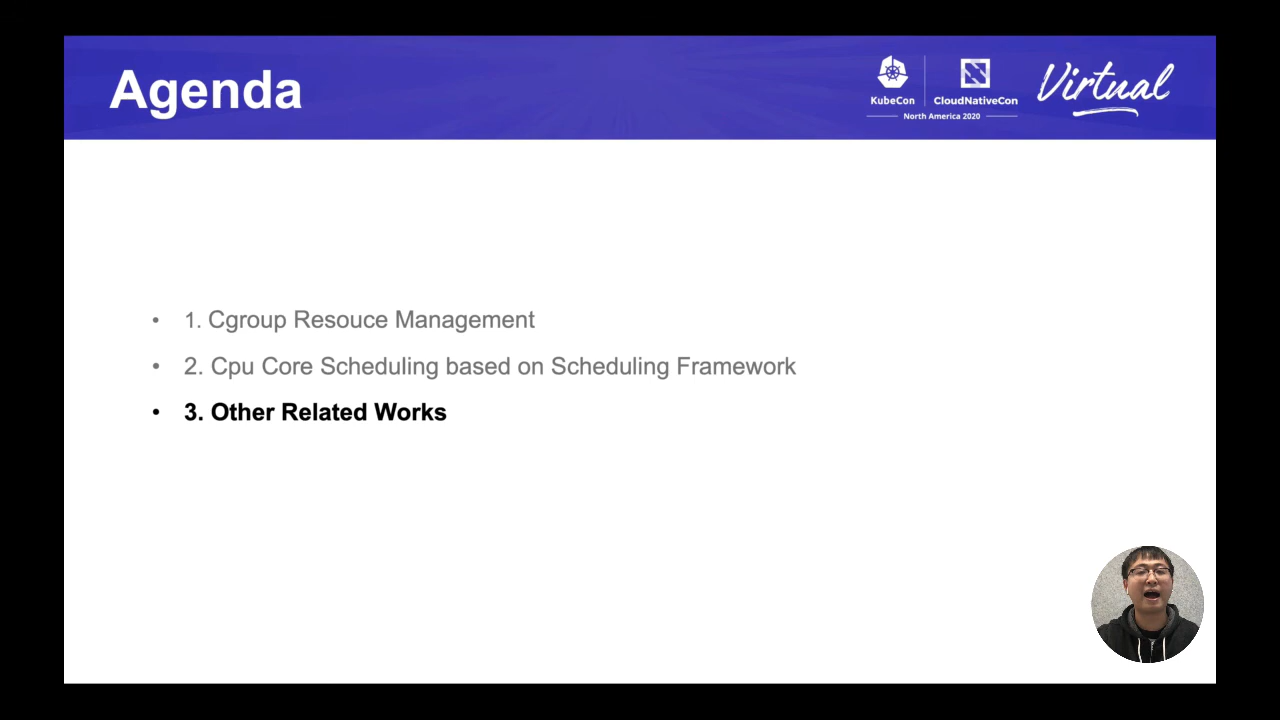 Agenda
KubeCon
CloudNativeCon
North America 2020
Virtual
• 1. Cgroup Resouce Management
• 2. Cpu Core Scheduling based on Scheduling Framework
• 3. Other Related Works